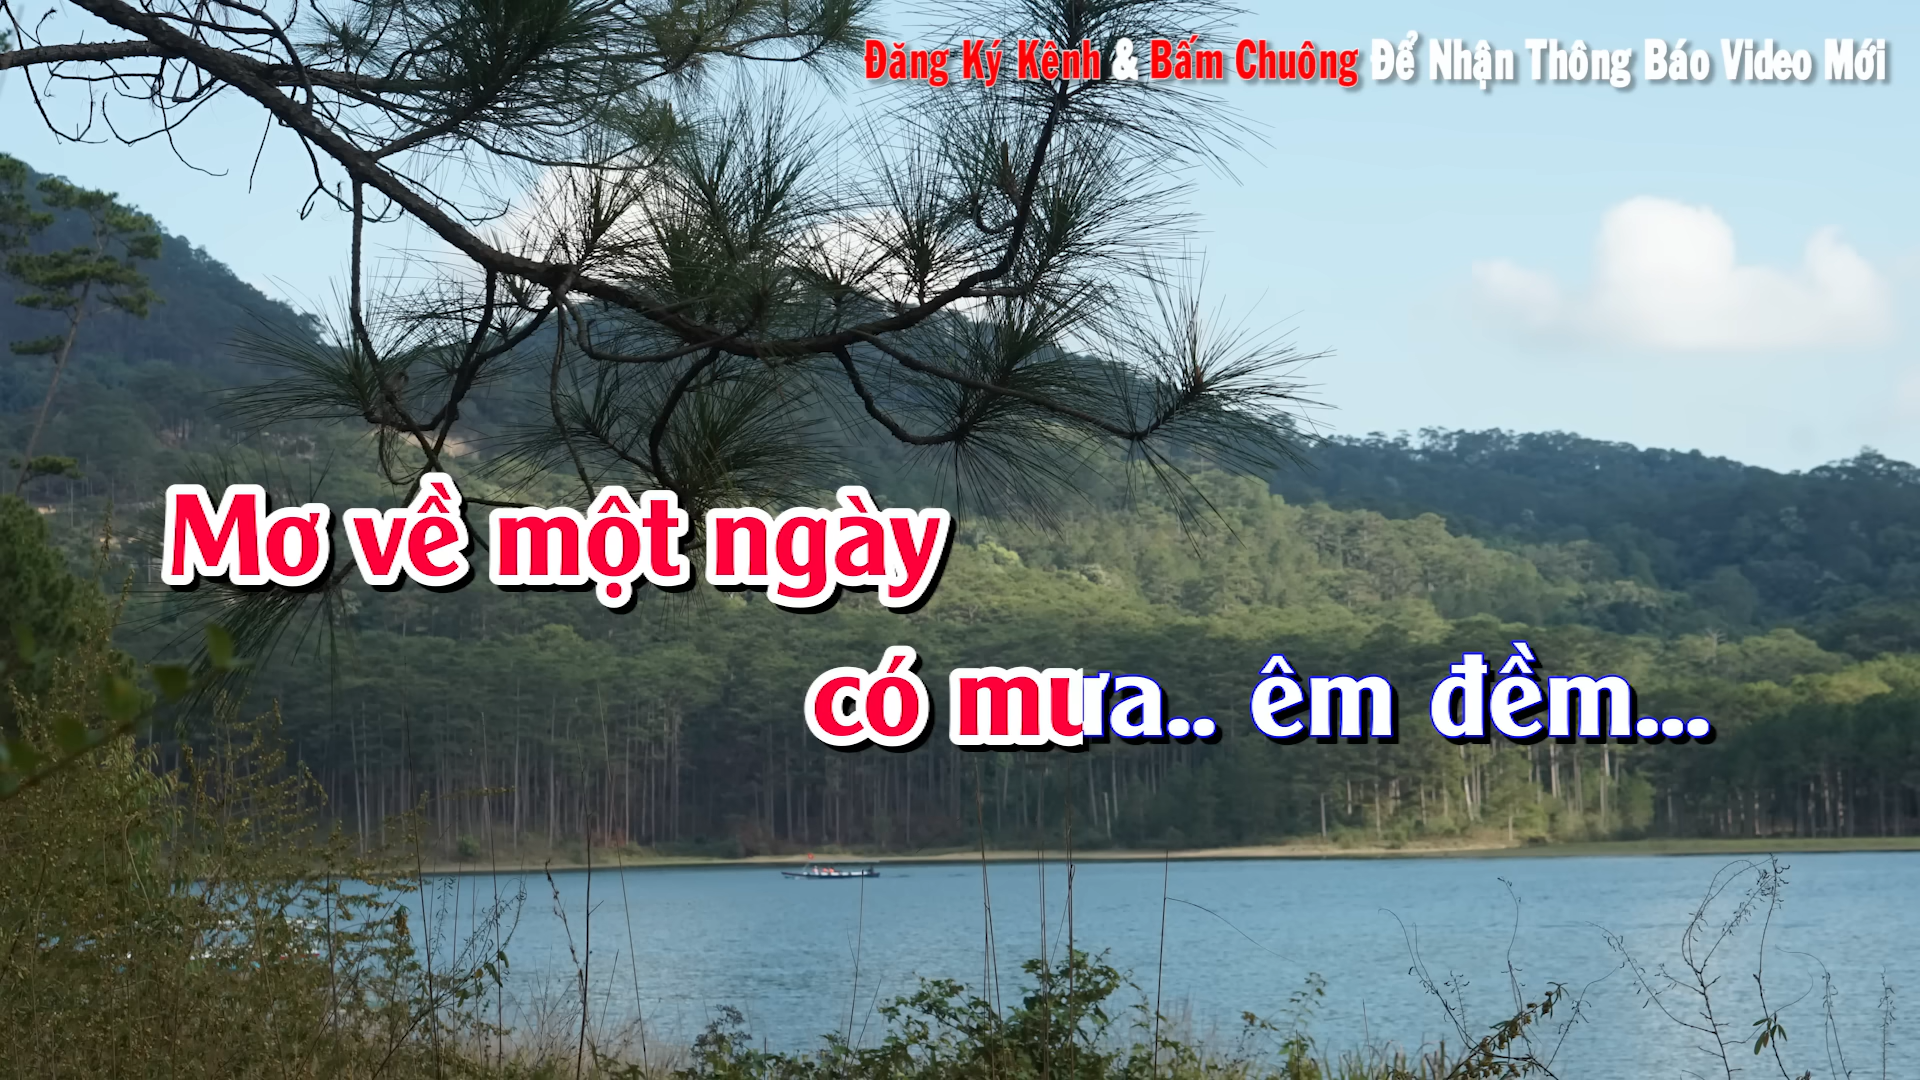 Đăng Ký Kênh & Bấm Chuông Để Nhận Thông Báo Video Mới
Mơ về một ngày
có mưa.. êm đềm...